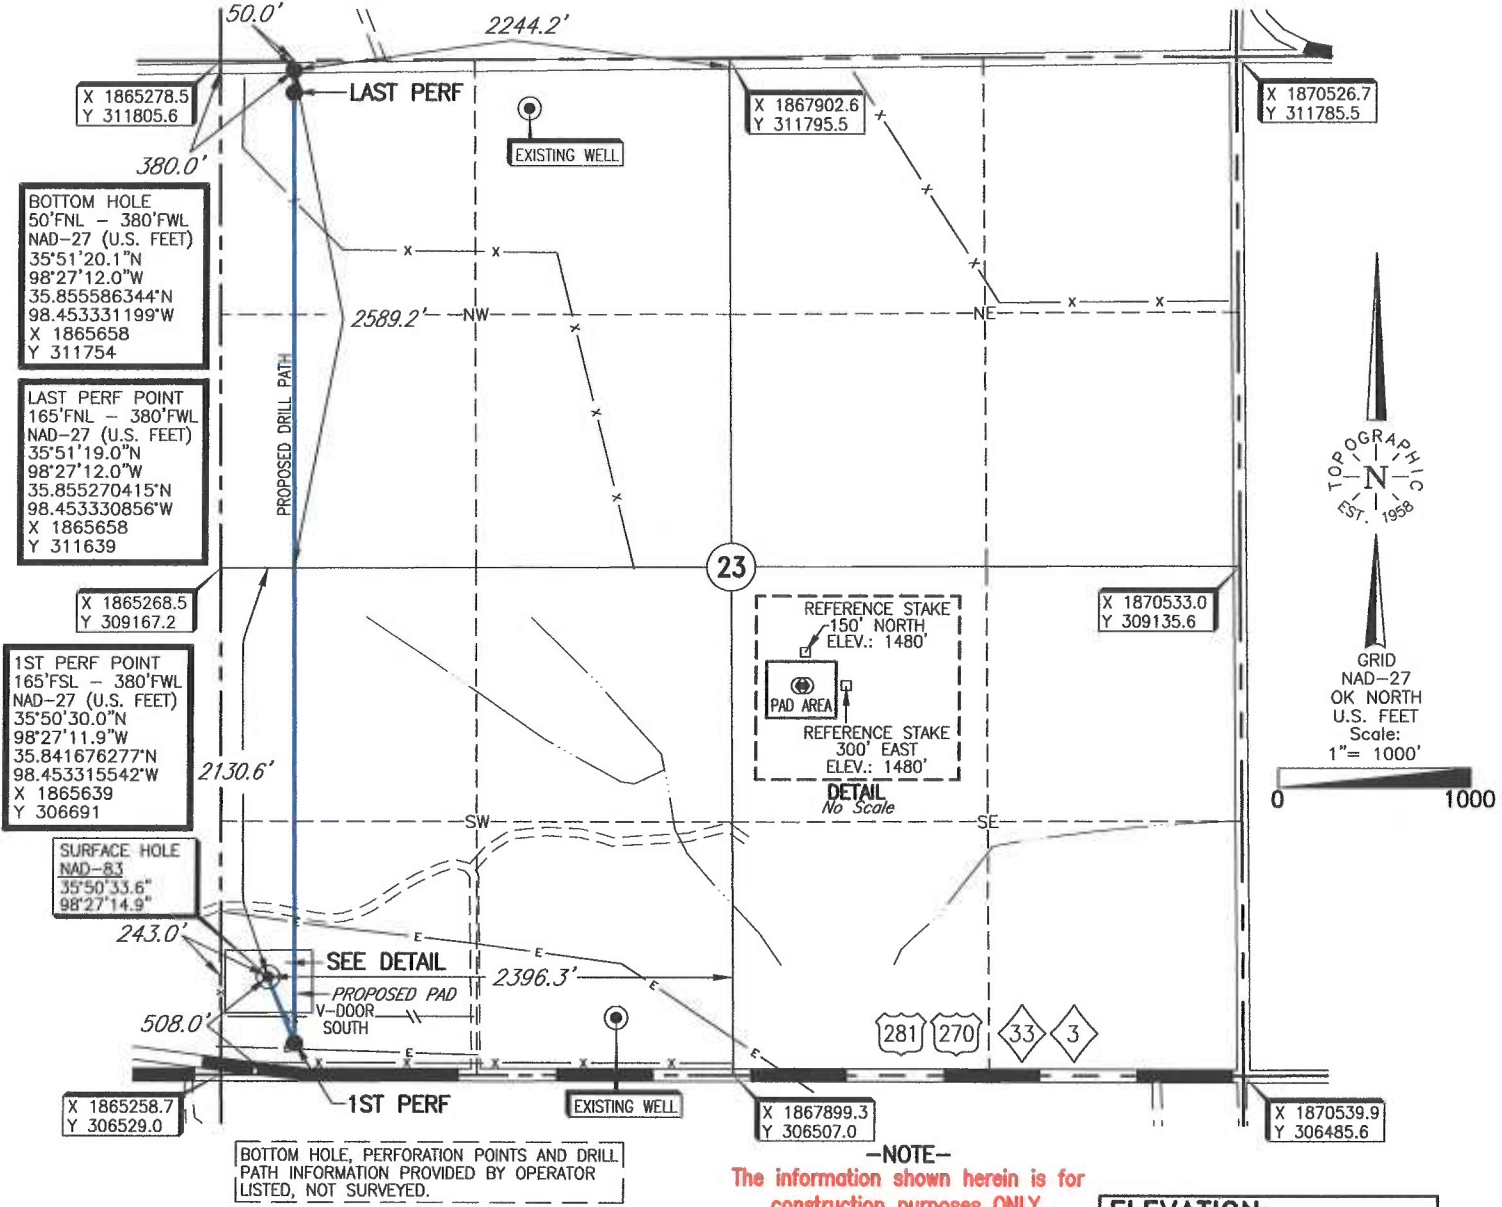 50.0'
2244.2'
X 1865278.5
Y 311805.6
LAST PERF
X 1867902.6
Y 311795.5
X 1870526.7
Y 311785.5
EXISTING WELL
380.0'
BOTTOM HOLE
50'FNL – 380'FWL
NAD-27 (U.S. FEET)
35°51'20.1"N
98°27'12.0"W
35.855586344°N
98.453331199°W
X 1865658
Y 311754
2589.2'
NW
NE
PROPOSED DRILL PATH
LAST PERF POINT
165'FNL – 380'FWL
NAD-27 (U.S. FEET)
35°51'19.0"N
98°27'12.0"W
35.855270415°N
98.453330856°W
X 1865658
Y 311639
TOPOGRAPHIC
N
EST. 1958
23
X 1865268.5
Y 309167.2
X 1870533.0
Y 309135.6
REFERENCE STAKE
150' NORTH
ELEV.: 1480'
PAD AREA
REFERENCE STAKE
300' EAST
ELEV.: 1480'
DETAIL
No Scale
GRID
NAD-27
OK NORTH
U.S. FEET
Scale:
1"= 1000'
0 1000
1ST PERF POINT
165'FSL – 380'FWL
NAD-27 (U.S. FEET)
35°50'30.0"N
98°27'11.9"W
35.841676277°N
98.453315542°W
X 1865639
Y 306691
2130.6'
SW
SE
SURFACE HOLE
NAD-83
35°50'33.6"
98°27'14.9"
243.0'
SEE DETAIL
2396.3'
PROPOSED PAD
V-DOOR
SOUTH
508.0'
281
270
33
3
X 1865258.7
Y 306529.0
1ST PERF
EXISTING WELL
X 1867899.3
Y 306507.0
X 1870539.9
Y 306485.6
BOTTOM HOLE, PERFORATION POINTS AND DRILL
PATH INFORMATION PROVIDED BY OPERATOR
LISTED, NOT SURVEYED.
–NOTE–
The information shown herein is for
construction purposes ONLY
ELEVATION: